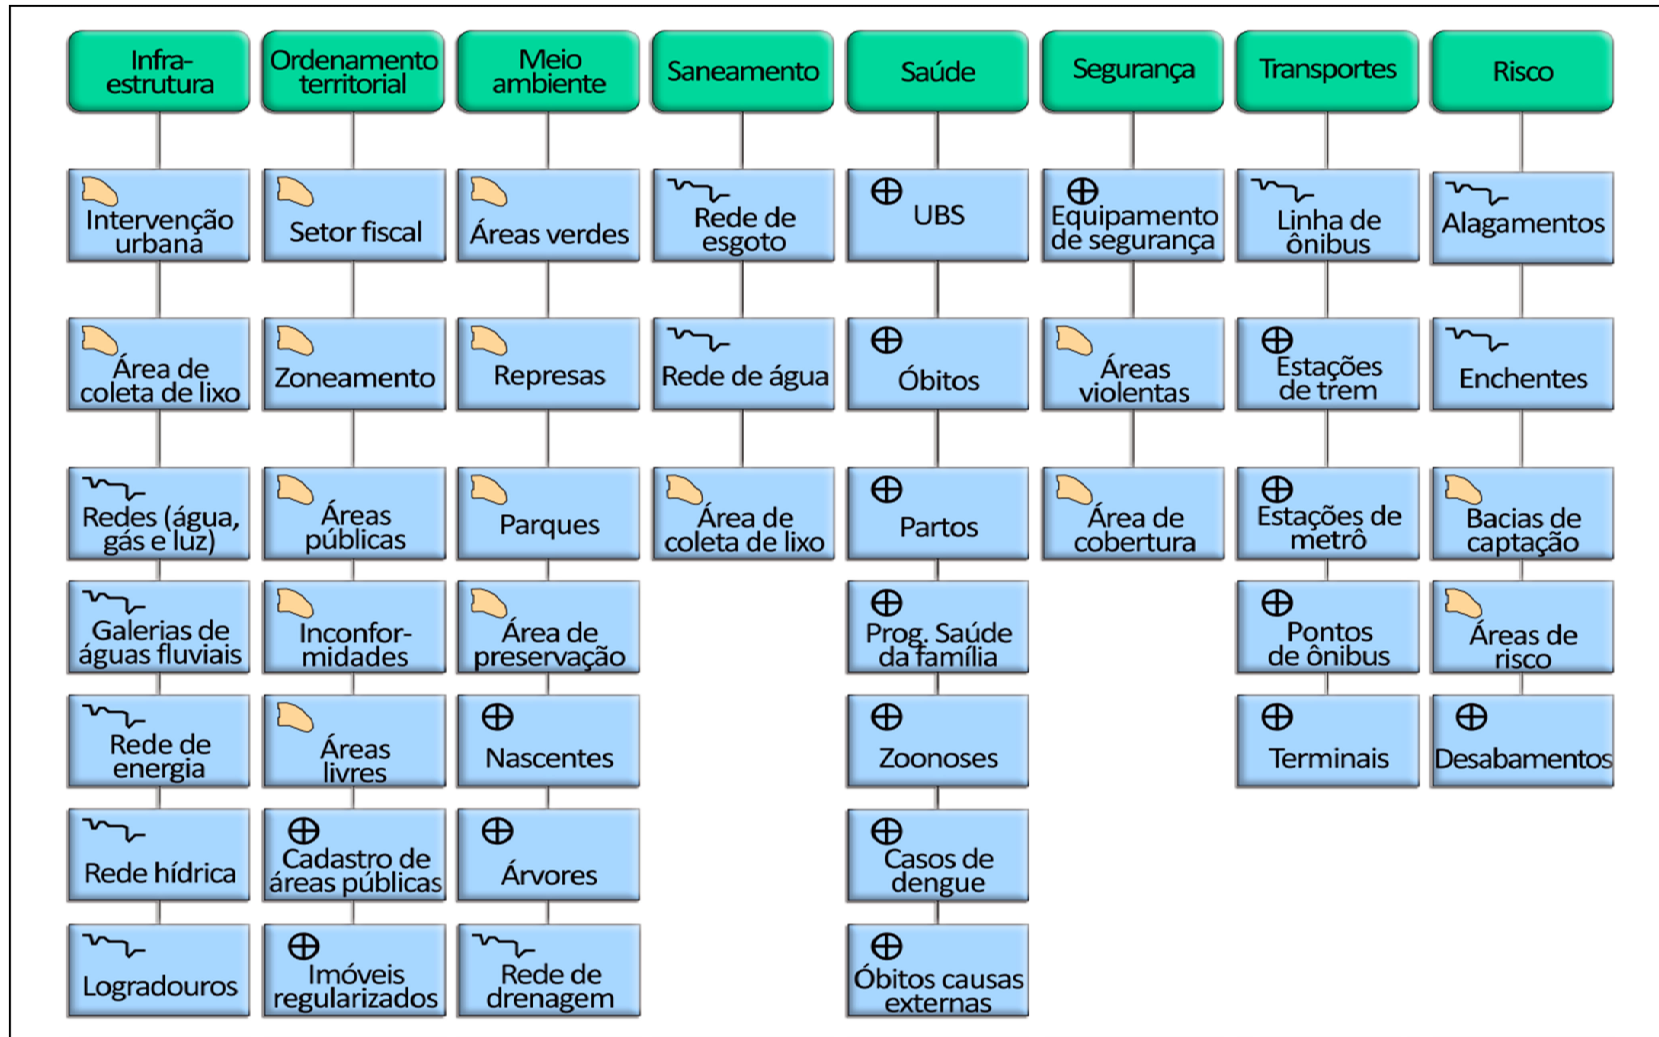 Infra-
estrutura
Ordenamento
territorial
Meio
ambiente
Saneamento
Saúde
Segurança
Transportes
Risco
Intervenção
urbana
Setor fiscal
Áreas verdes
Rede de
esgoto
UBS
Equipamento
de segurança
Linha de
ônibus
Alagamentos
Área de
coleta de lixo
Zoneamento
Represas
Rede de água
Óbitos
Áreas
violentas
Estações
de trem
Enchentes
Redes (água,
gás e luz)
Áreas
públicas
Parques
Área de
coleta de lixo
Partos
Área de
cobertura
Estações de
metrô
Bacias de
captação
Galerias de
águas fluviais
Inconfor-
midades
Área de
preservação
Prog. Saúde
da família
Pontos
de ônibus
Áreas de
risco
Rede de
energia
Áreas
livres
Nascentes
Zoonoses
Terminais
Desabamentos
Rede hídrica
Cadastro de
áreas públicas
Árvores
Casos de
dengue
Logradouros
Imóveis
regularizados
Rede de
drenagem
Óbitos causas
externas